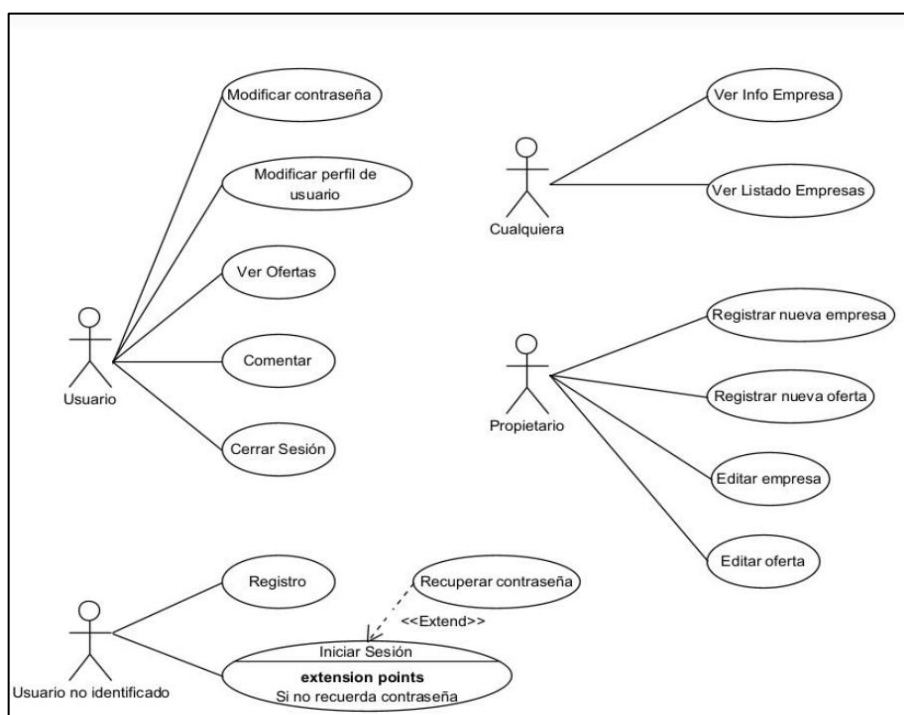 Modificar contraseña
Modificar perfil de
usuario
Ver Ofertas
Comentar
Cerrar Sesión
Usuario
Ver Info Empresa
Ver Listado Empresas
Cualquiera
Registrar nueva empresa
Registrar nueva oferta
Editar empresa
Editar oferta
Propietario
Registro
Recuperar contraseña
<<Extend>>
Iniciar Sesión
extension points
Si no recuerda contraseña
Usuario no identificado